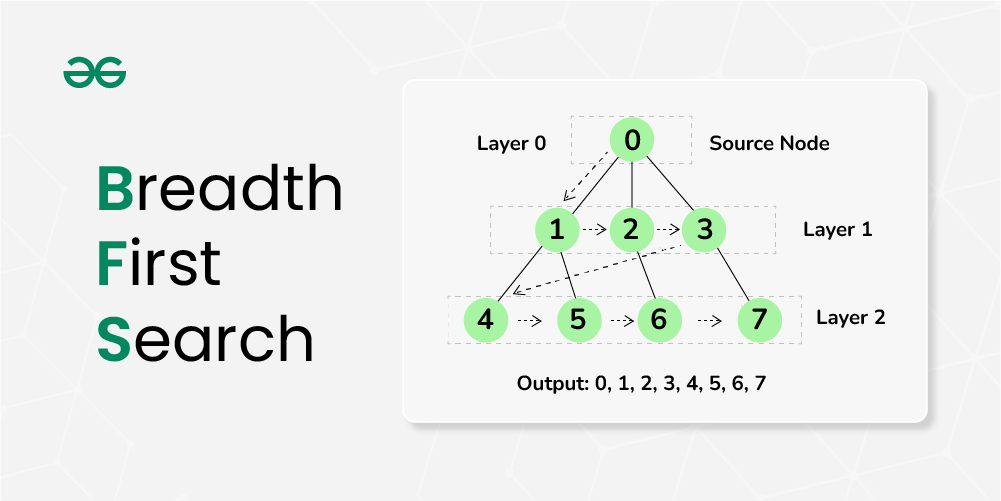 Breadth
First
Search
Layer 0
0
Source Node
1
2
3
Layer 1
4
5
6
7
Layer 2
Output: 0, 1, 2, 3, 4, 5, 6, 7